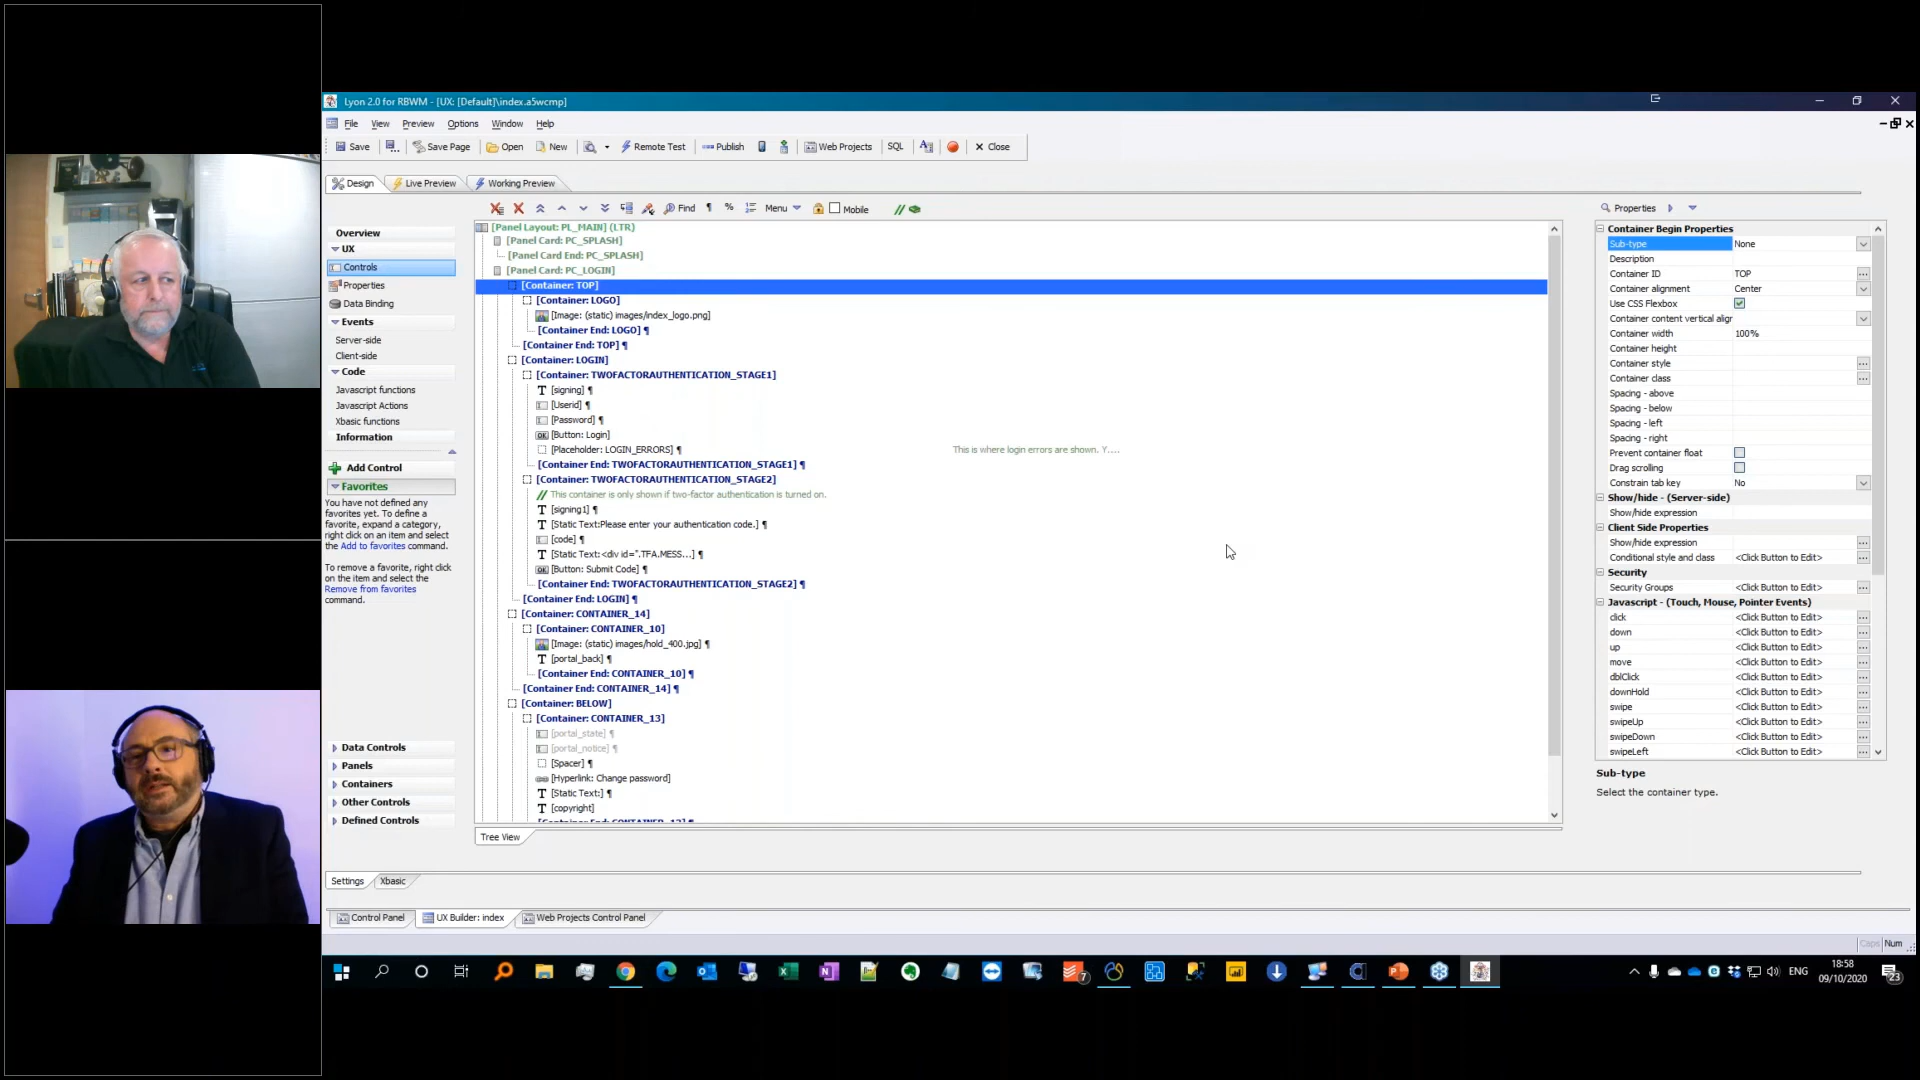 Lyon 2.0 for RBWM - [UX: [Default]\index.a5wcmp]
File View Preview Options Window Help
Save Save Page Open New Remote Test Publish Web Projects SQL Close
Design Live Preview Working Preview
Find ¶ % Menu Mobile //
Overview
UX
Controls
Properties
Data Binding
Events
Server-side
Client-side
Code
Javascript functions
Javascript Actions
Xbasic functions
Information
Add Control
Favorites
You have not defined any
favorites yet. To define a
favorite, expand a category,
right click on an item and select
the Add to favorites command.
To remove a favorite, right click
on the item and select the
Remove from favorites
command.
Data Controls
Panels
Containers
Other Controls
Defined Controls
[Panel Layout: PL_MAIN] (LTR)
[Panel Card: PC_SPLASH]
[Panel Card End: PC_SPLASH]
[Panel Card: PC_LOGIN]
[Container: TOP]
[Container: LOGO]
[Image: (static) images/index_logo.png]
[Container End: LOGO] ¶
[Container End: TOP] ¶
[Container: LOGIN]
[Container: TWOFACTORAUTHENTICATION_STAGE1]
T [signing] ¶
[Userid] ¶
[Password] ¶
OK [Button: Login]
[Placeholder: LOGIN_ERRORS] ¶ This is where login errors are shown. Y....
[Container End: TWOFACTORAUTHENTICATION_STAGE1] ¶
[Container: TWOFACTORAUTHENTICATION_STAGE2]
// This container is only shown if two-factor authentication is turned on.
T [signing1] ¶
T [Static Text:Please enter your authentication code.] ¶
[code] ¶
T [Static Text:<div id=".TFA.MESS...] ¶
OK [Button: Submit Code] ¶
[Container End: TWOFACTORAUTHENTICATION_STAGE2] ¶
[Container End: LOGIN] ¶
[Container: CONTAINER_14]
[Container: CONTAINER_10]
[Image: (static) images/hold_400.jpg] ¶
T [portal_back] ¶
[Container End: CONTAINER_10] ¶
[Container End: CONTAINER_14] ¶
[Container: BELOW]
[Container: CONTAINER_13]
[portal_state] ¶
[portal_notice] ¶
[Spacer] ¶
[Hyperlink: Change password]
T [Static Text:] ¶
T [copyright]
[Container End: CONTAINER_13] ¶
Tree View
Properties
Container Begin Properties
Sub-type None
Description
Container ID TOP
Container alignment Center
Use CSS Flexbox
Container content vertical aligr
Container width 100%
Container height
Container style
Container class
Spacing - above
Spacing - below
Spacing - left
Spacing - right
Prevent container float
Drag scrolling
Constrain tab key No
Show/hide - (Server-side)
Show/hide expression
Client Side Properties
Show/hide expression
Conditional style and class <Click Button to Edit>
Security
Security Groups <Click Button to Edit>
Javascript - (Touch, Mouse, Pointer Events)
click <Click Button to Edit>
down <Click Button to Edit>
up <Click Button to Edit>
move <Click Button to Edit>
dblClick <Click Button to Edit>
downHold <Click Button to Edit>
swipe <Click Button to Edit>
swipeUp <Click Button to Edit>
swipeDown <Click Button to Edit>
swipeLeft <Click Button to Edit>
Sub-type
Select the container type.
Settings Xbasic
Control Panel UX Builder: index Web Projects Control Panel
Caps Num
7 ENG 18:58
09/10/2020 23